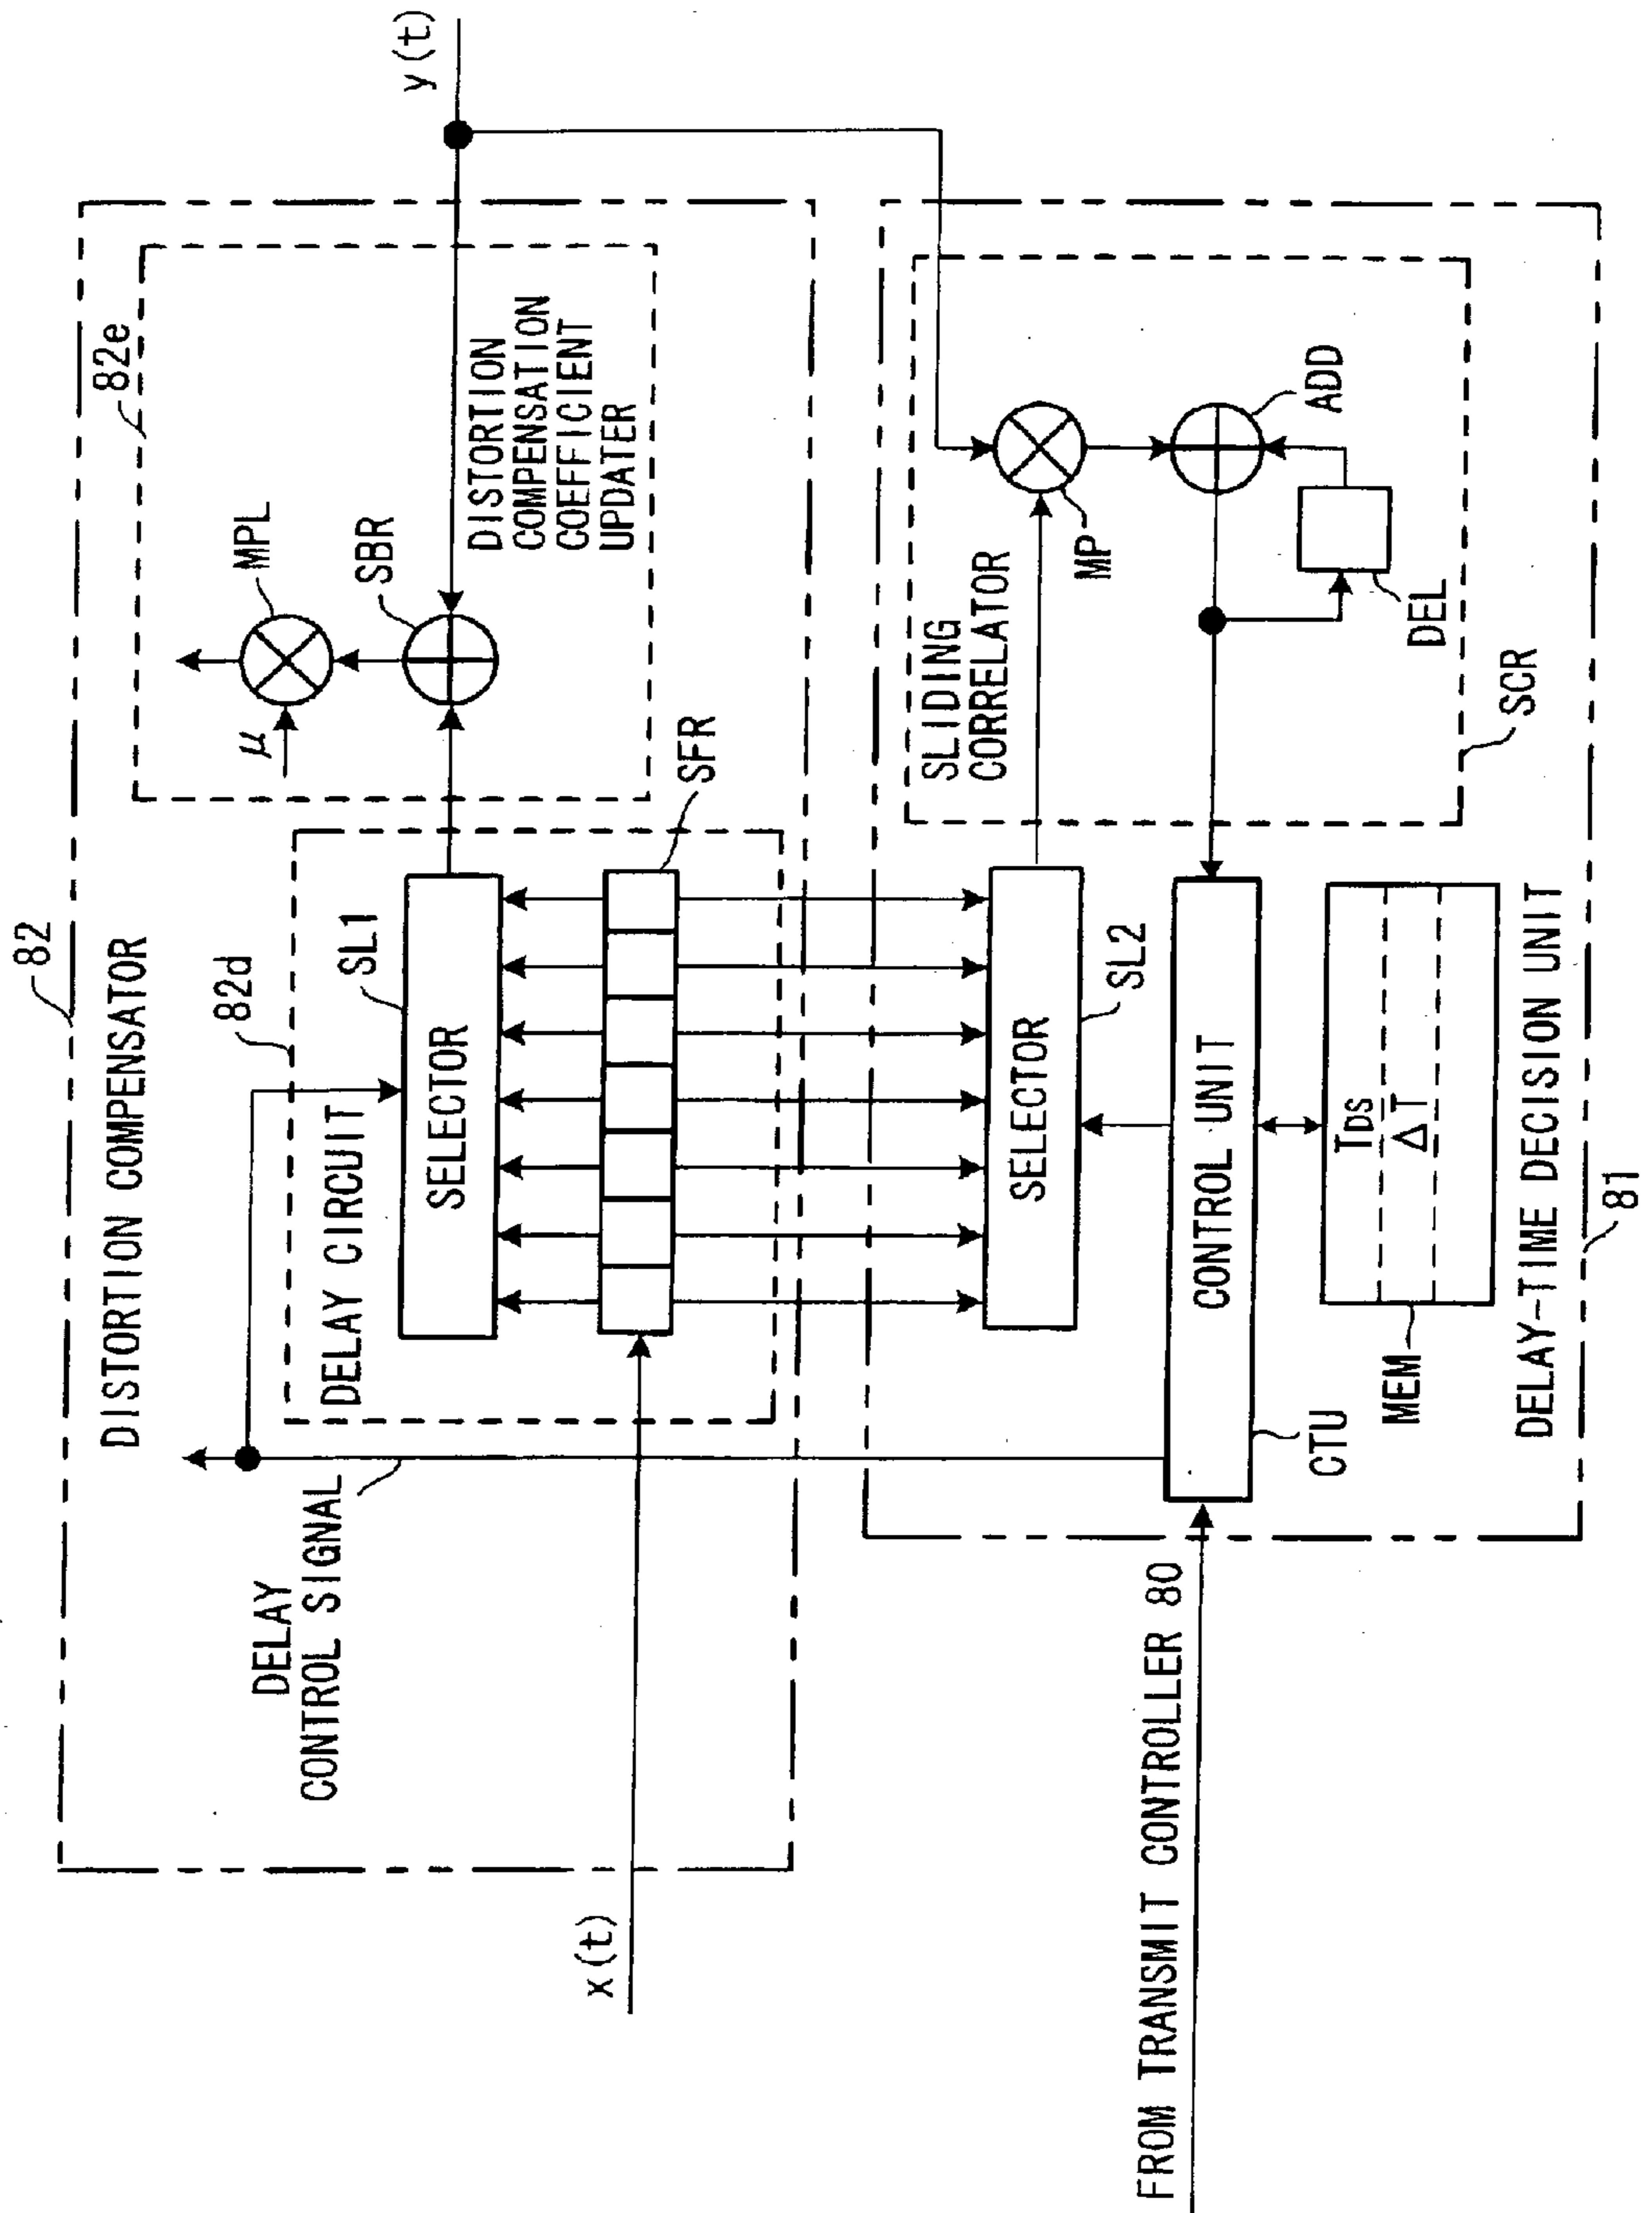 82
DISTORTION COMPENSATOR
82e
82d
DELAY
CONTROL SIGNAL
DELAY CIRCUIT
SL1
SELECTOR
SFR
μ
MPL
SBR
DISTORTION
COMPENSATION
COEFFICIENT
UPDATER
y(t)
x(t)
SLIDING
CORRELATOR
SELECTOR
SL2
MP
ADD
DEL
SCR
FROM TRANSMIT CONTROLLER 80
CONTROL UNIT
CTU
TDS
ΔT
MEM
DELAY-TIME DECISION UNIT
81